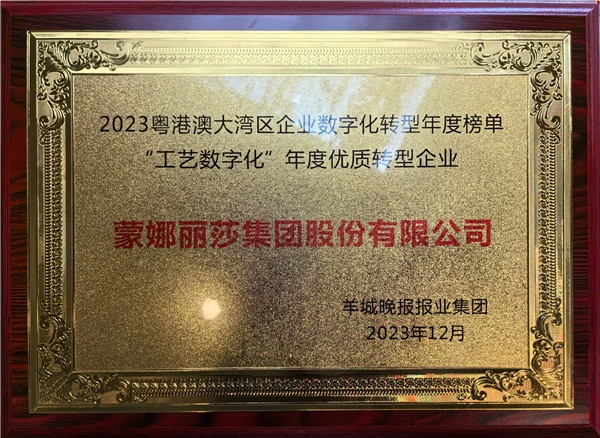 2023粤港澳大湾区企业数字化转型年度榜单
“工艺数字化”年度优质转型企业
蒙娜丽莎集团股份有限公司
羊城晚报报业集团
2023年12月